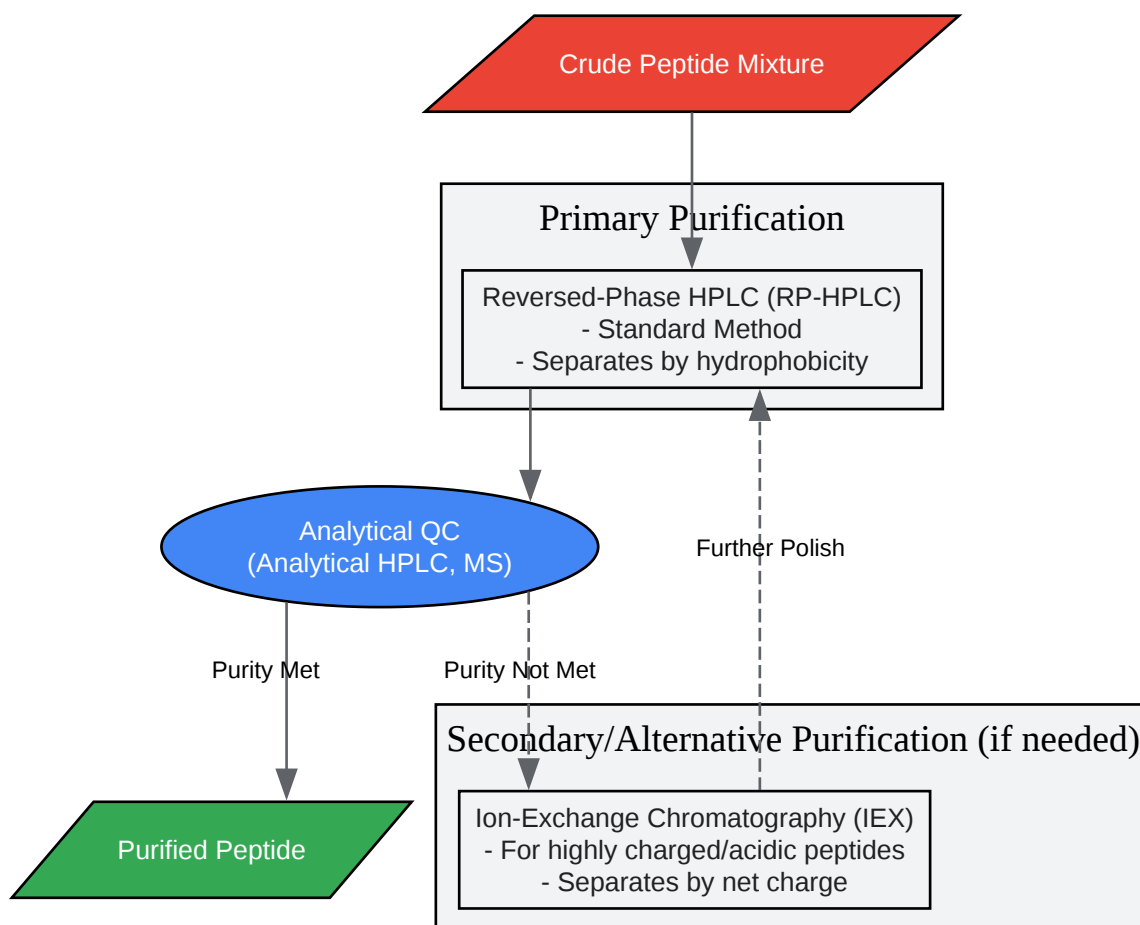 Crude Peptide Mixture
Primary Purification
Reversed-Phase HPLC (RP-HPLC)
- Standard Method
- Separates by hydrophobicity
Analytical QC
(Analytical HPLC, MS)
Further Polish
Purity Met
Purity Not Met
Secondary/Alternative Purification (if needed)
Ion-Exchange Chromatography (IEX)
- For highly charged/acidic peptides
- Separates by net charge
Purified Peptide